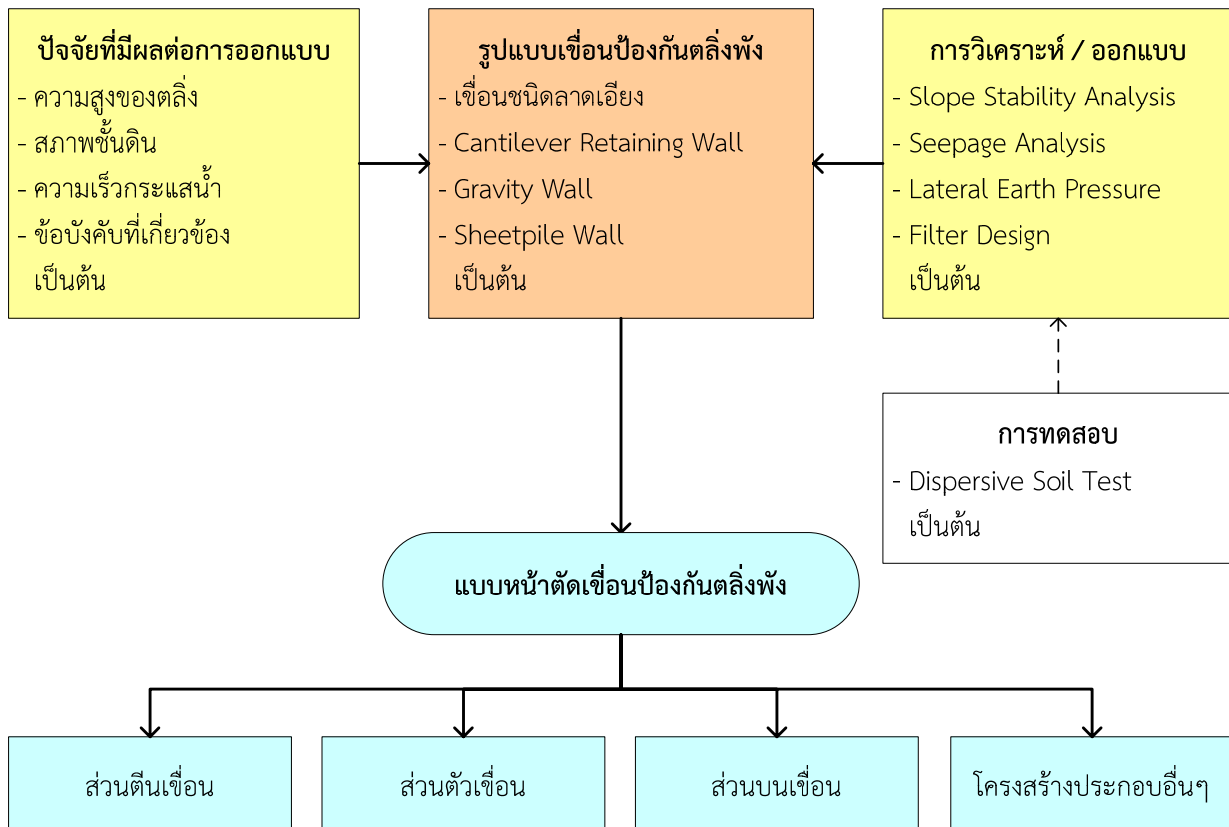 ปัจจัยที่มีผลต่อการออกแบบ
- ความสูงของตลิ่ง
- สภาพชั้นดิน
- ความเร็วกระแสน้ำ
- ข้อบังคับที่เกี่ยวข้อง
เป็นต้น
รูปแบบเขื่อนป้องกันตลิ่งพัง
- เขื่อนชนิดลาดเอียง
- Cantilever Retaining Wall
- Gravity Wall
- Sheetpile Wall
เป็นต้น
การวิเคราะห์ / ออกแบบ
- Slope Stability Analysis
- Seepage Analysis
- Lateral Earth Pressure
- Filter Design
เป็นต้น
การทดสอบ
- Dispersive Soil Test
เป็นต้น
แบบหน้าตัดเขื่อนป้องกันตลิ่งพัง
ส่วนตีนเขื่อน
ส่วนตัวเขื่อน
ส่วนบนเขื่อน
โครงสร้างประกอบอื่นๆ